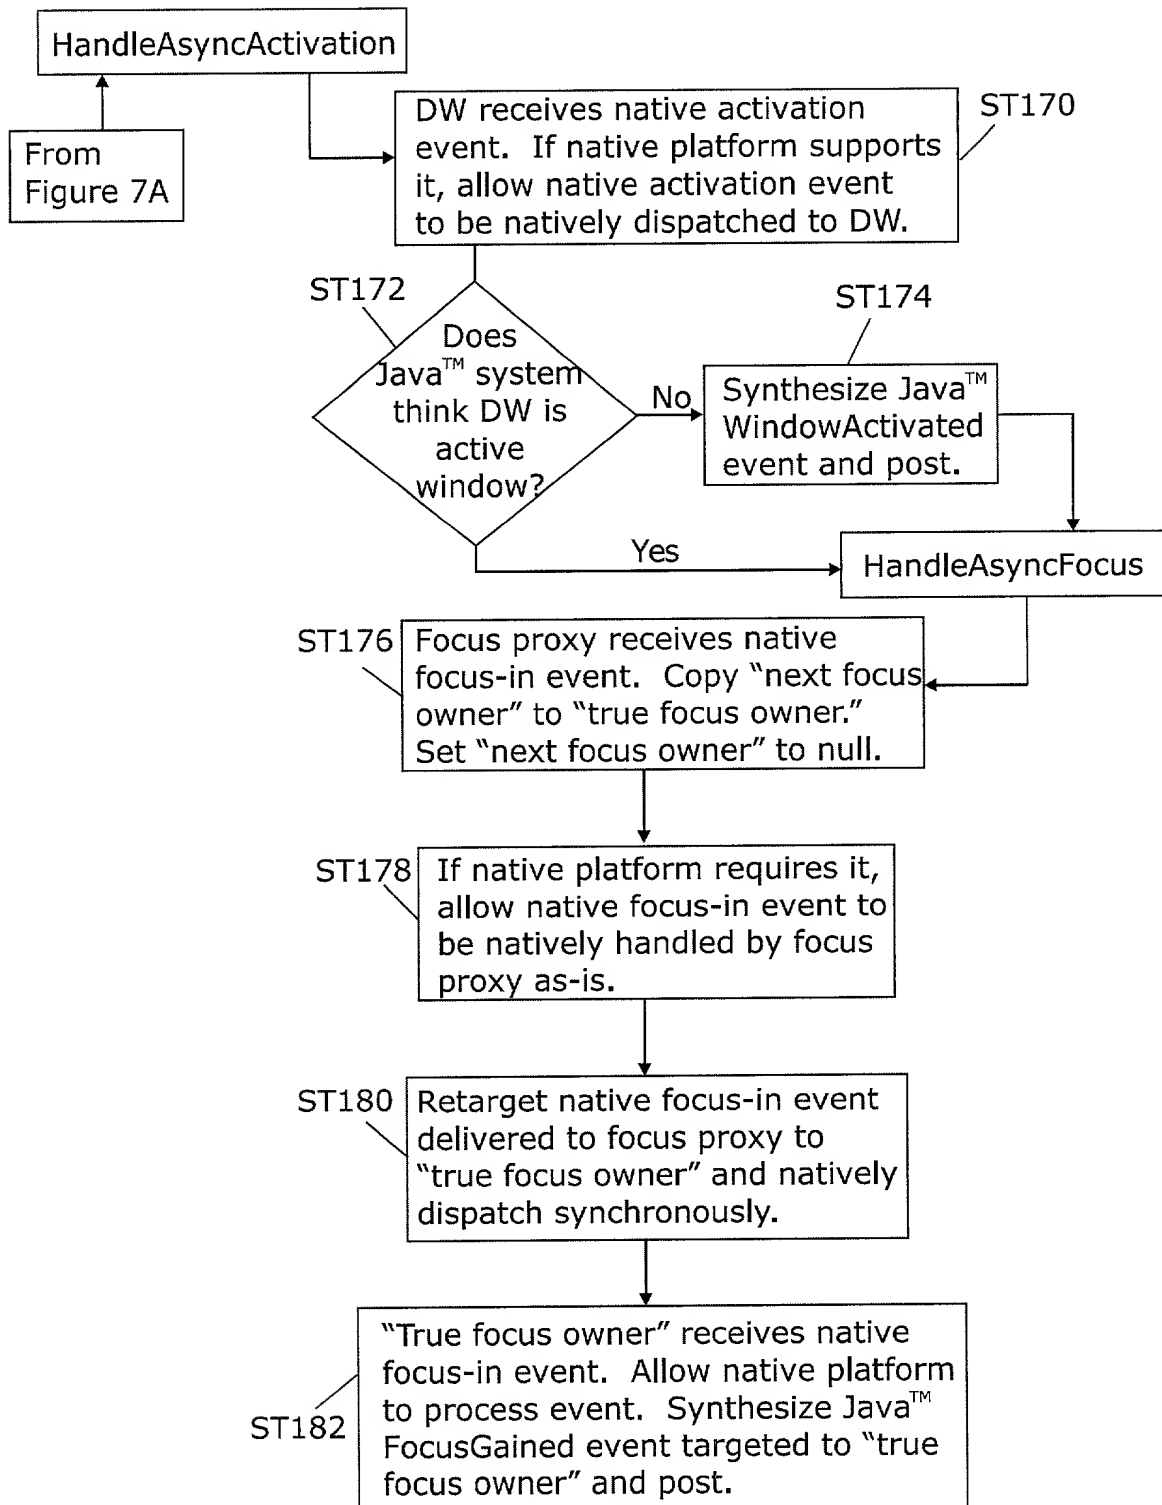 HandleAsyncActivation
From
Figure 7A
DW receives native activation
event. If native platform supports
it, allow native activation event
to be natively dispatched to DW.
ST170
ST172
Does
Java™ system
think DW is
active
window?
No
ST174
Synthesize Java™
WindowActivated
event and post.
Yes
HandleAsyncFocus
ST176
Focus proxy receives native
focus-in event. Copy “next focus
owner” to “true focus owner.”
Set “next focus owner” to null.
ST178
If native platform requires it,
allow native focus-in event to
be natively handled by focus
proxy as-is.
ST180
Retarget native focus-in event
delivered to focus proxy to
“true focus owner” and natively
dispatch synchronously.
“True focus owner” receives native
focus-in event. Allow native platform
to process event. Synthesize Java™
FocusGained event targeted to “true
focus owner” and post.
ST182